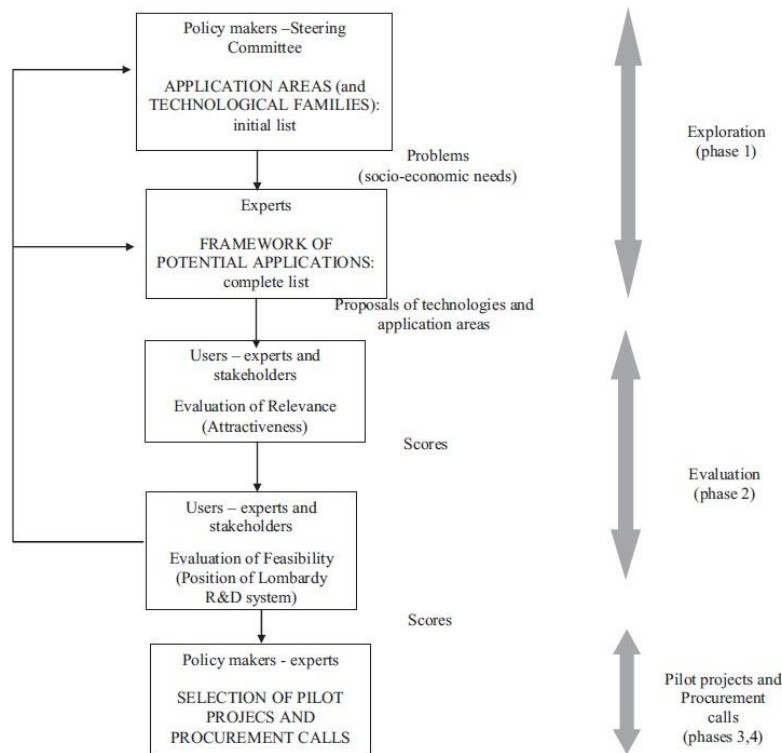 Policy makers –Steering
Committee
APPLICATION AREAS (and
TECHNOLOGICAL FAMILIES):
initial list
Problems
(socio-economic needs)
Exploration
(phase 1)
Experts
FRAMEWORK OF
POTENTIAL APPLICATIONS:
complete list
Proposals of technologies and
application areas
Users – experts and
stakeholders
Evaluation of Relevance
(Attractiveness)
Scores
Evaluation
(phase 2)
Users – experts and
stakeholders
Evaluation of Feasibility
(Position of Lombardy
R&D system)
Scores
Policy makers - experts
SELECTION OF PILOT
PROJECS AND
PROCUREMENT CALLS
Pilot projects and
Procurement
calls
(phases 3,4)